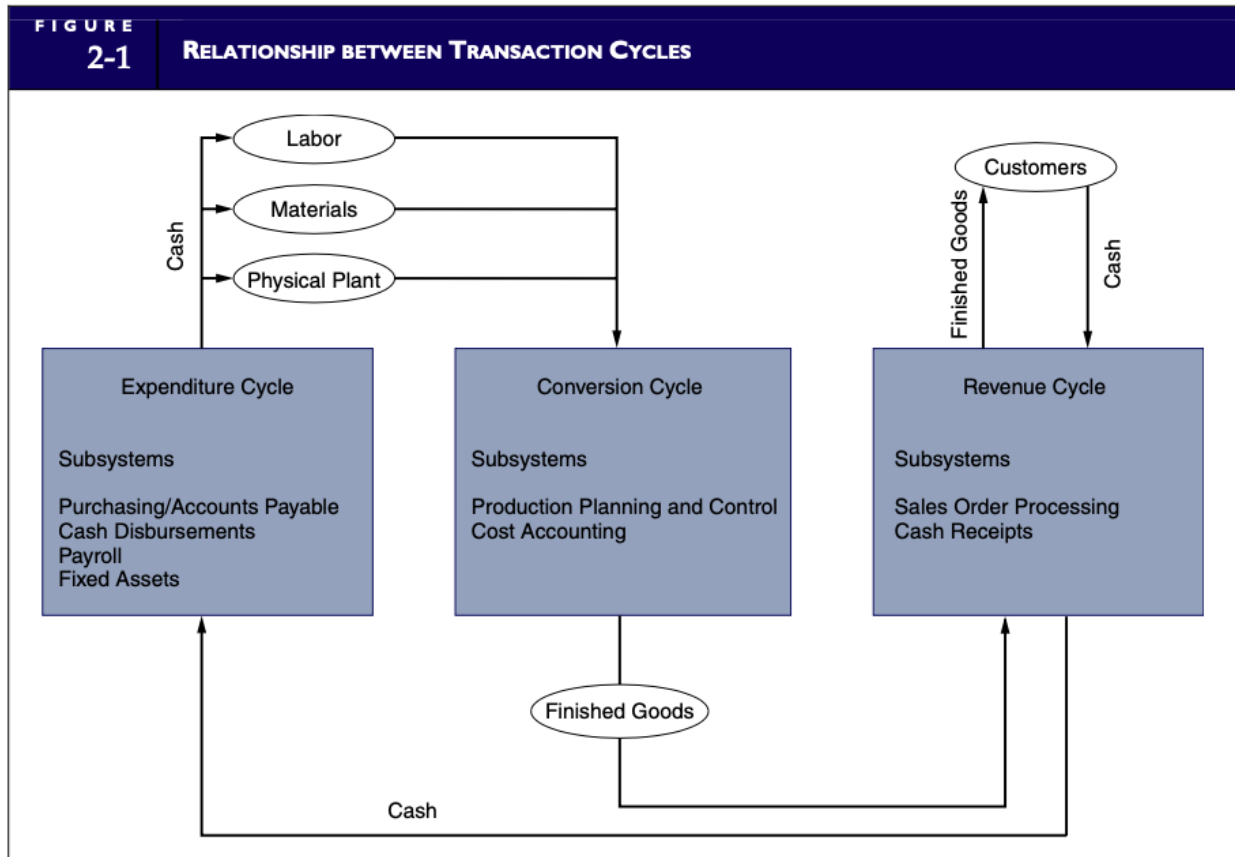 FIGURE
2-1
RELATIONSHIP BETWEEN TRANSACTION CYCLES
Labor
Materials
Physical Plant
Cash
Customers
Finished Goods
Cash
Expenditure Cycle
Subsystems
Purchasing/Accounts Payable
Cash Disbursements
Payroll
Fixed Assets
Conversion Cycle
Subsystems
Production Planning and Control
Cost Accounting
Revenue Cycle
Subsystems
Sales Order Processing
Cash Receipts
Finished Goods
Cash